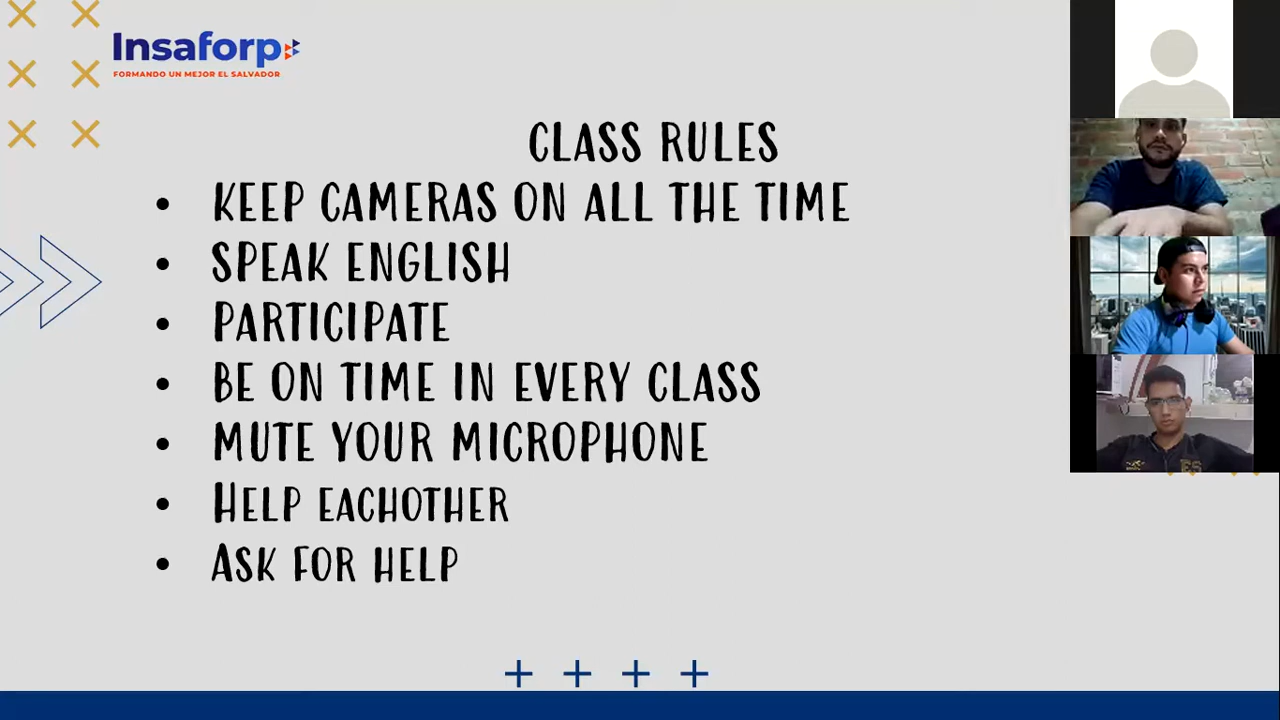 Insaforp
FORMANDO UN MEJOR EL SALVADOR
CLASS RULES
• KEEP CAMERAS ON ALL THE TIME
• SPEAK ENGLISH
• PARTICIPATE
• BE ON TIME IN EVERY CLASS
• MUTE YOUR MICROPHONE
• HELP EACHOTHER
• ASK FOR HELP
ES